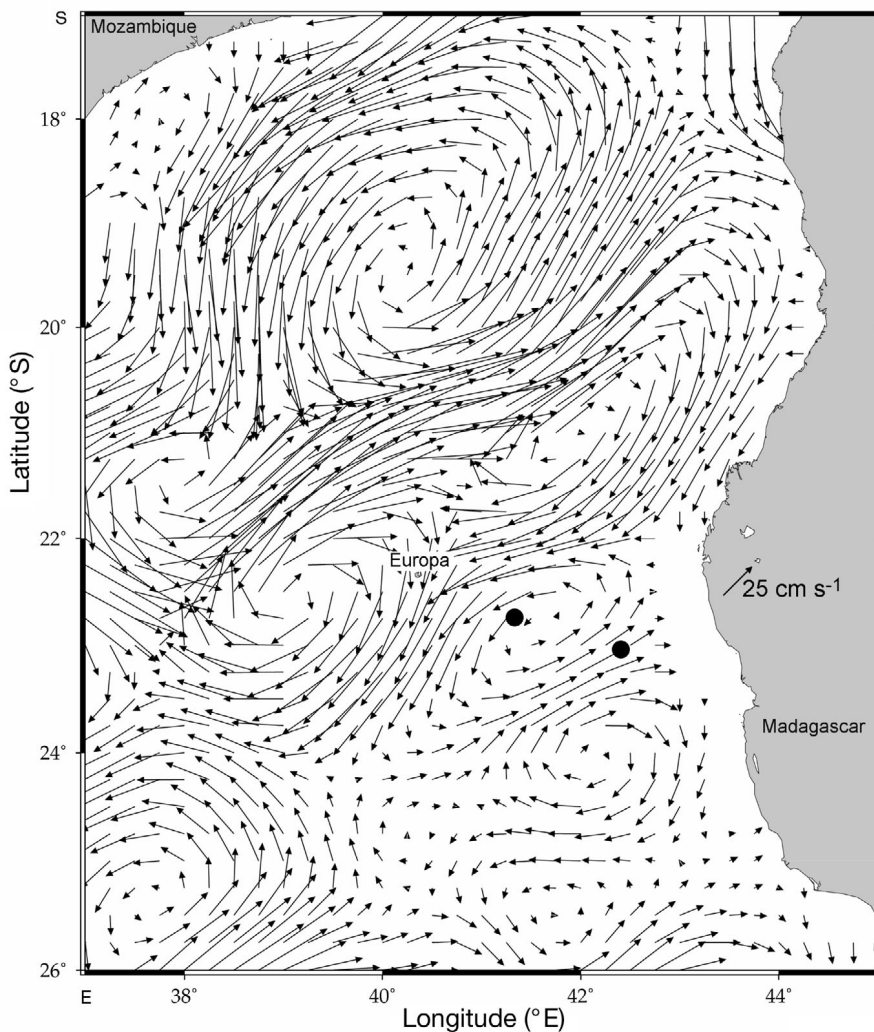 S
Mozambique
18°
20°
Latitude (°S)
22°
Europa
25 cm s-1
Madagascar
24°
26°
E
38°
40°
42°
44°
Longitude (°E)